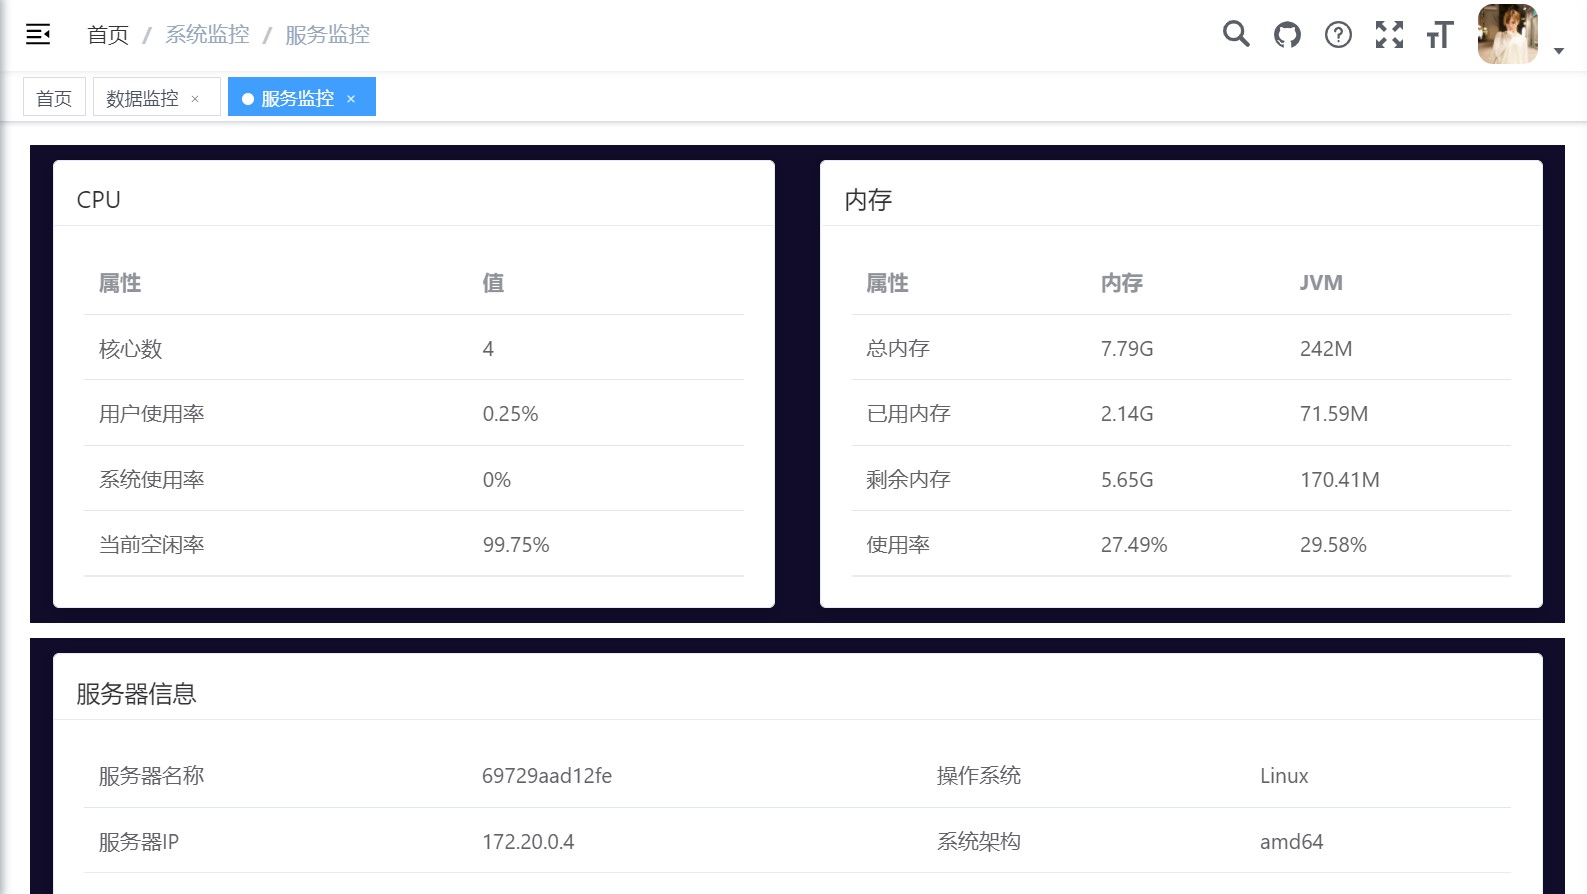 首页 / 系统监控 / 服务监控
首页 数据监控 × 服务监控 ×
CPU
属性 值
核心数 4
用户使用率 0.25%
系统使用率 0%
当前空闲率 99.75%
内存
属性 内存 JVM
总内存 7.79G 242M
已用内存 2.14G 71.59M
剩余内存 5.65G 170.41M
使用率 27.49% 29.58%
服务器信息
服务器名称 69729aad12fe 操作系统 Linux
服务器IP 172.20.0.4 系统架构 amd64